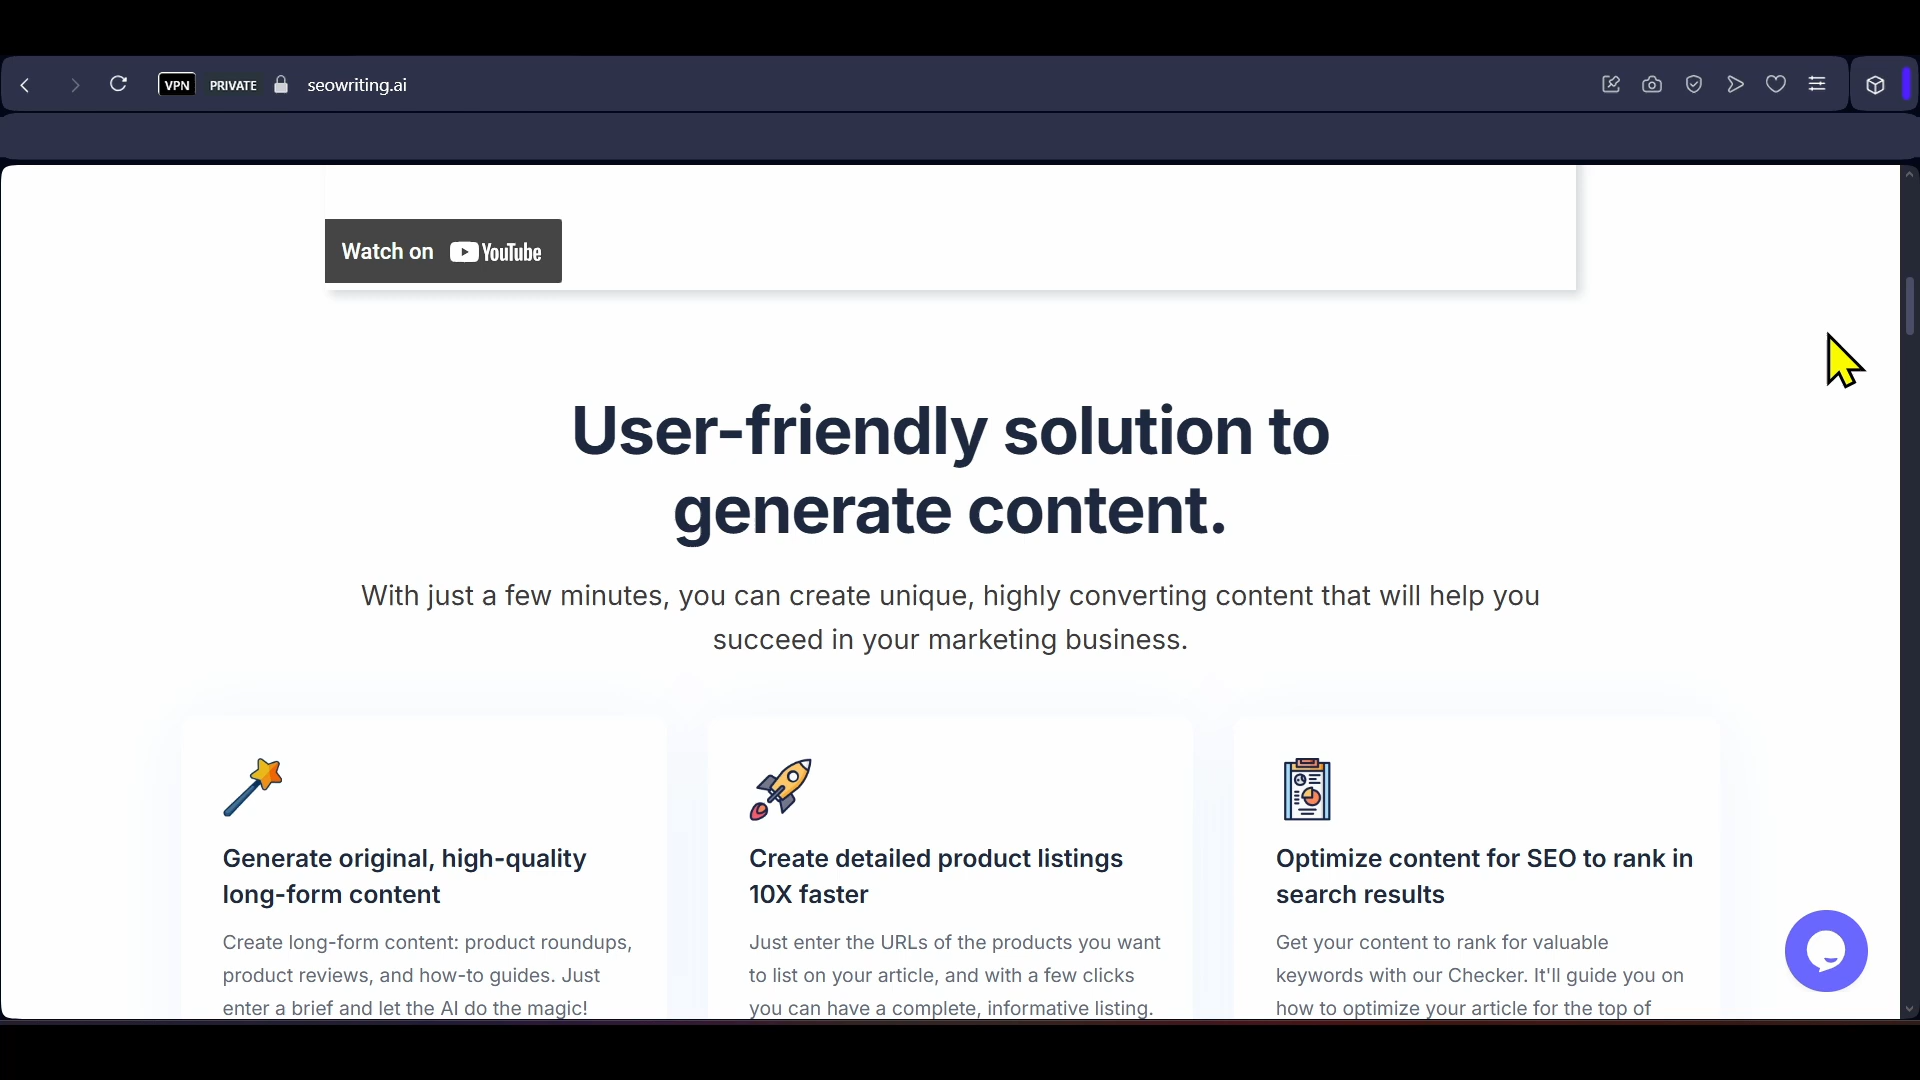 VPN PRIVATE seowriting.ai
Watch on YouTube
User-friendly solution to
generate content.
With just a few minutes, you can create unique, highly converting content that will help you
succeed in your marketing business.
Generate original, high-quality
long-form content
Create long-form content: product roundups,
product reviews, and how-to guides. Just
enter a brief and let the AI do the magic!
Create detailed product listings
10X faster
Just enter the URLs of the products you want
to list on your article, and with a few clicks
you can have a complete, informative listing.
Optimize content for SEO to rank in
search results
Get your content to rank for valuable
keywords with our Checker. It'll guide you on
how to optimize your article for the top of